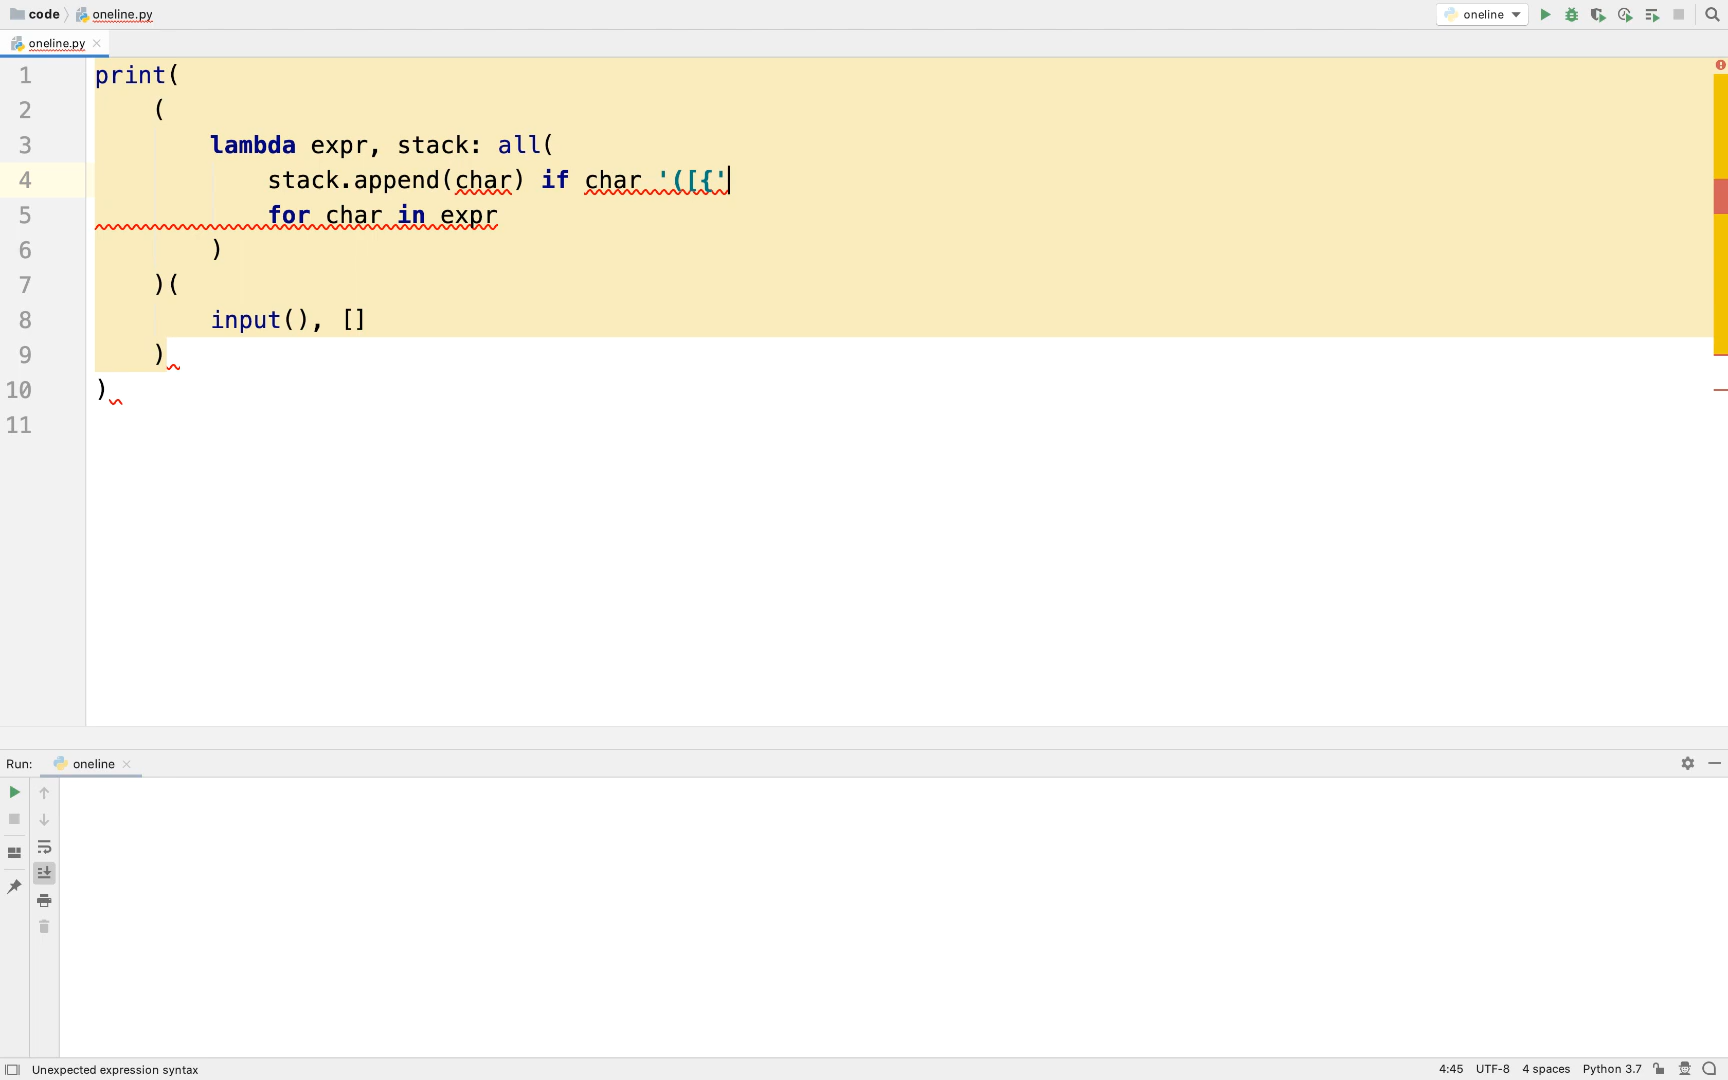 code oneline.py oneline
oneline.py
1 print(
2 (
3 lambda expr, stack: all(
4 stack.append(char) if char '([{'
5 for char in expr
6 )
7 )(
8 input(), []
9 )
10 )
11
Run: oneline
Unexpected expression syntax 4:45 UTF-8 4 spaces Python 3.7